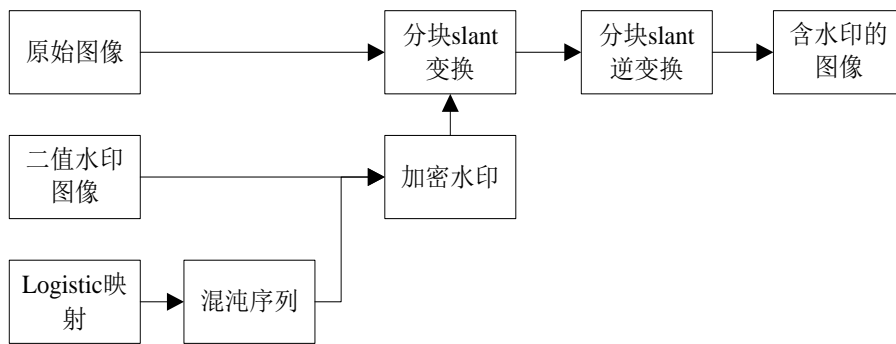 原始图像
分块slant
变换
分块slant
逆变换
含水印的
图像
二值水印
图像
加密水印
Logistic映
射
混沌序列